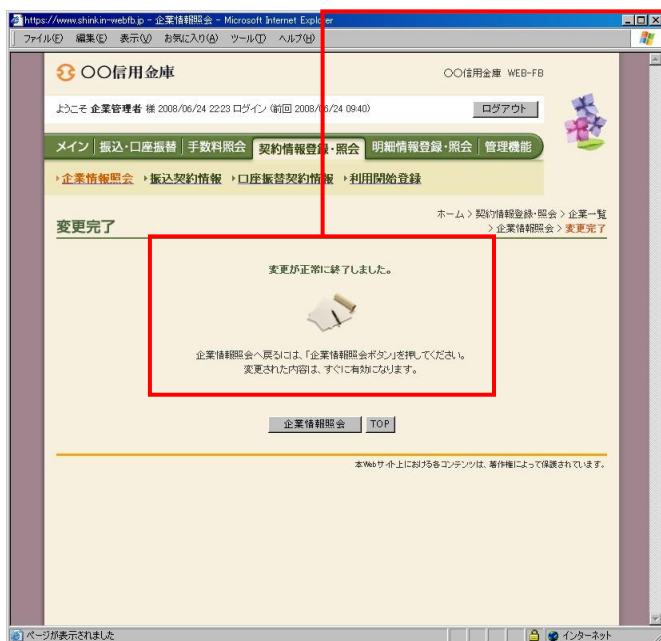 https://www.shinkin-webfb.jp - 企業情報照会 - Microsoft Internet Explorer
ファイル(F) 編集(E) 表示(V) お気に入り(A) ツール(T) ヘルプ(H)
〇〇信用金庫
〇〇信用金庫 WEB-FB
ようこそ 企業管理者 様 2008/06/24 22:23 ログイン (前回 2008/06/24 09:40)
ログアウト
メイン 振込・口座振替 手数料照会 契約情報登録・照会 明細情報登録・照会 管理機能
企業情報照会 振込契約情報 口座振替契約情報 利用開始登録
変更完了
ホーム > 契約情報登録・照会 > 企業一覧
> 企業情報照会 > 変更完了
変更が正常に終了しました。
企業情報照会へ戻るには、「企業情報照会ボタン」を押してください。
変更された内容は、すぐに有効になります。
企業情報照会 TOP
本Webサイト上における各コンテンツは、著作権によって保護されています。
ページが表示されました
インターネット